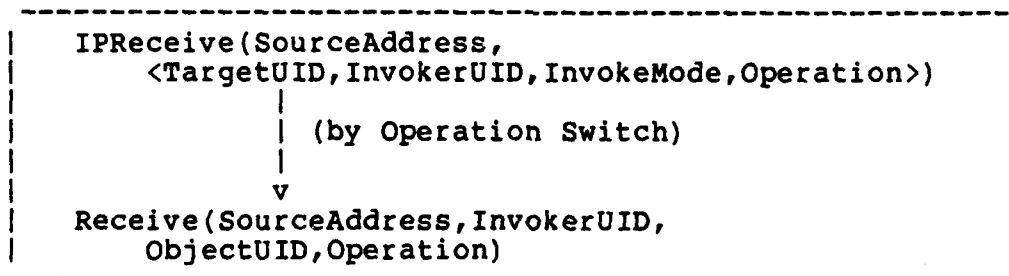 IPReceive(SourceAddress,
<TargetUID,InvokerUID,InvokeMode,Operation>)
(by Operation Switch)
v
Receive(SourceAddress,InvokerUID,
ObjectUID,Operation)